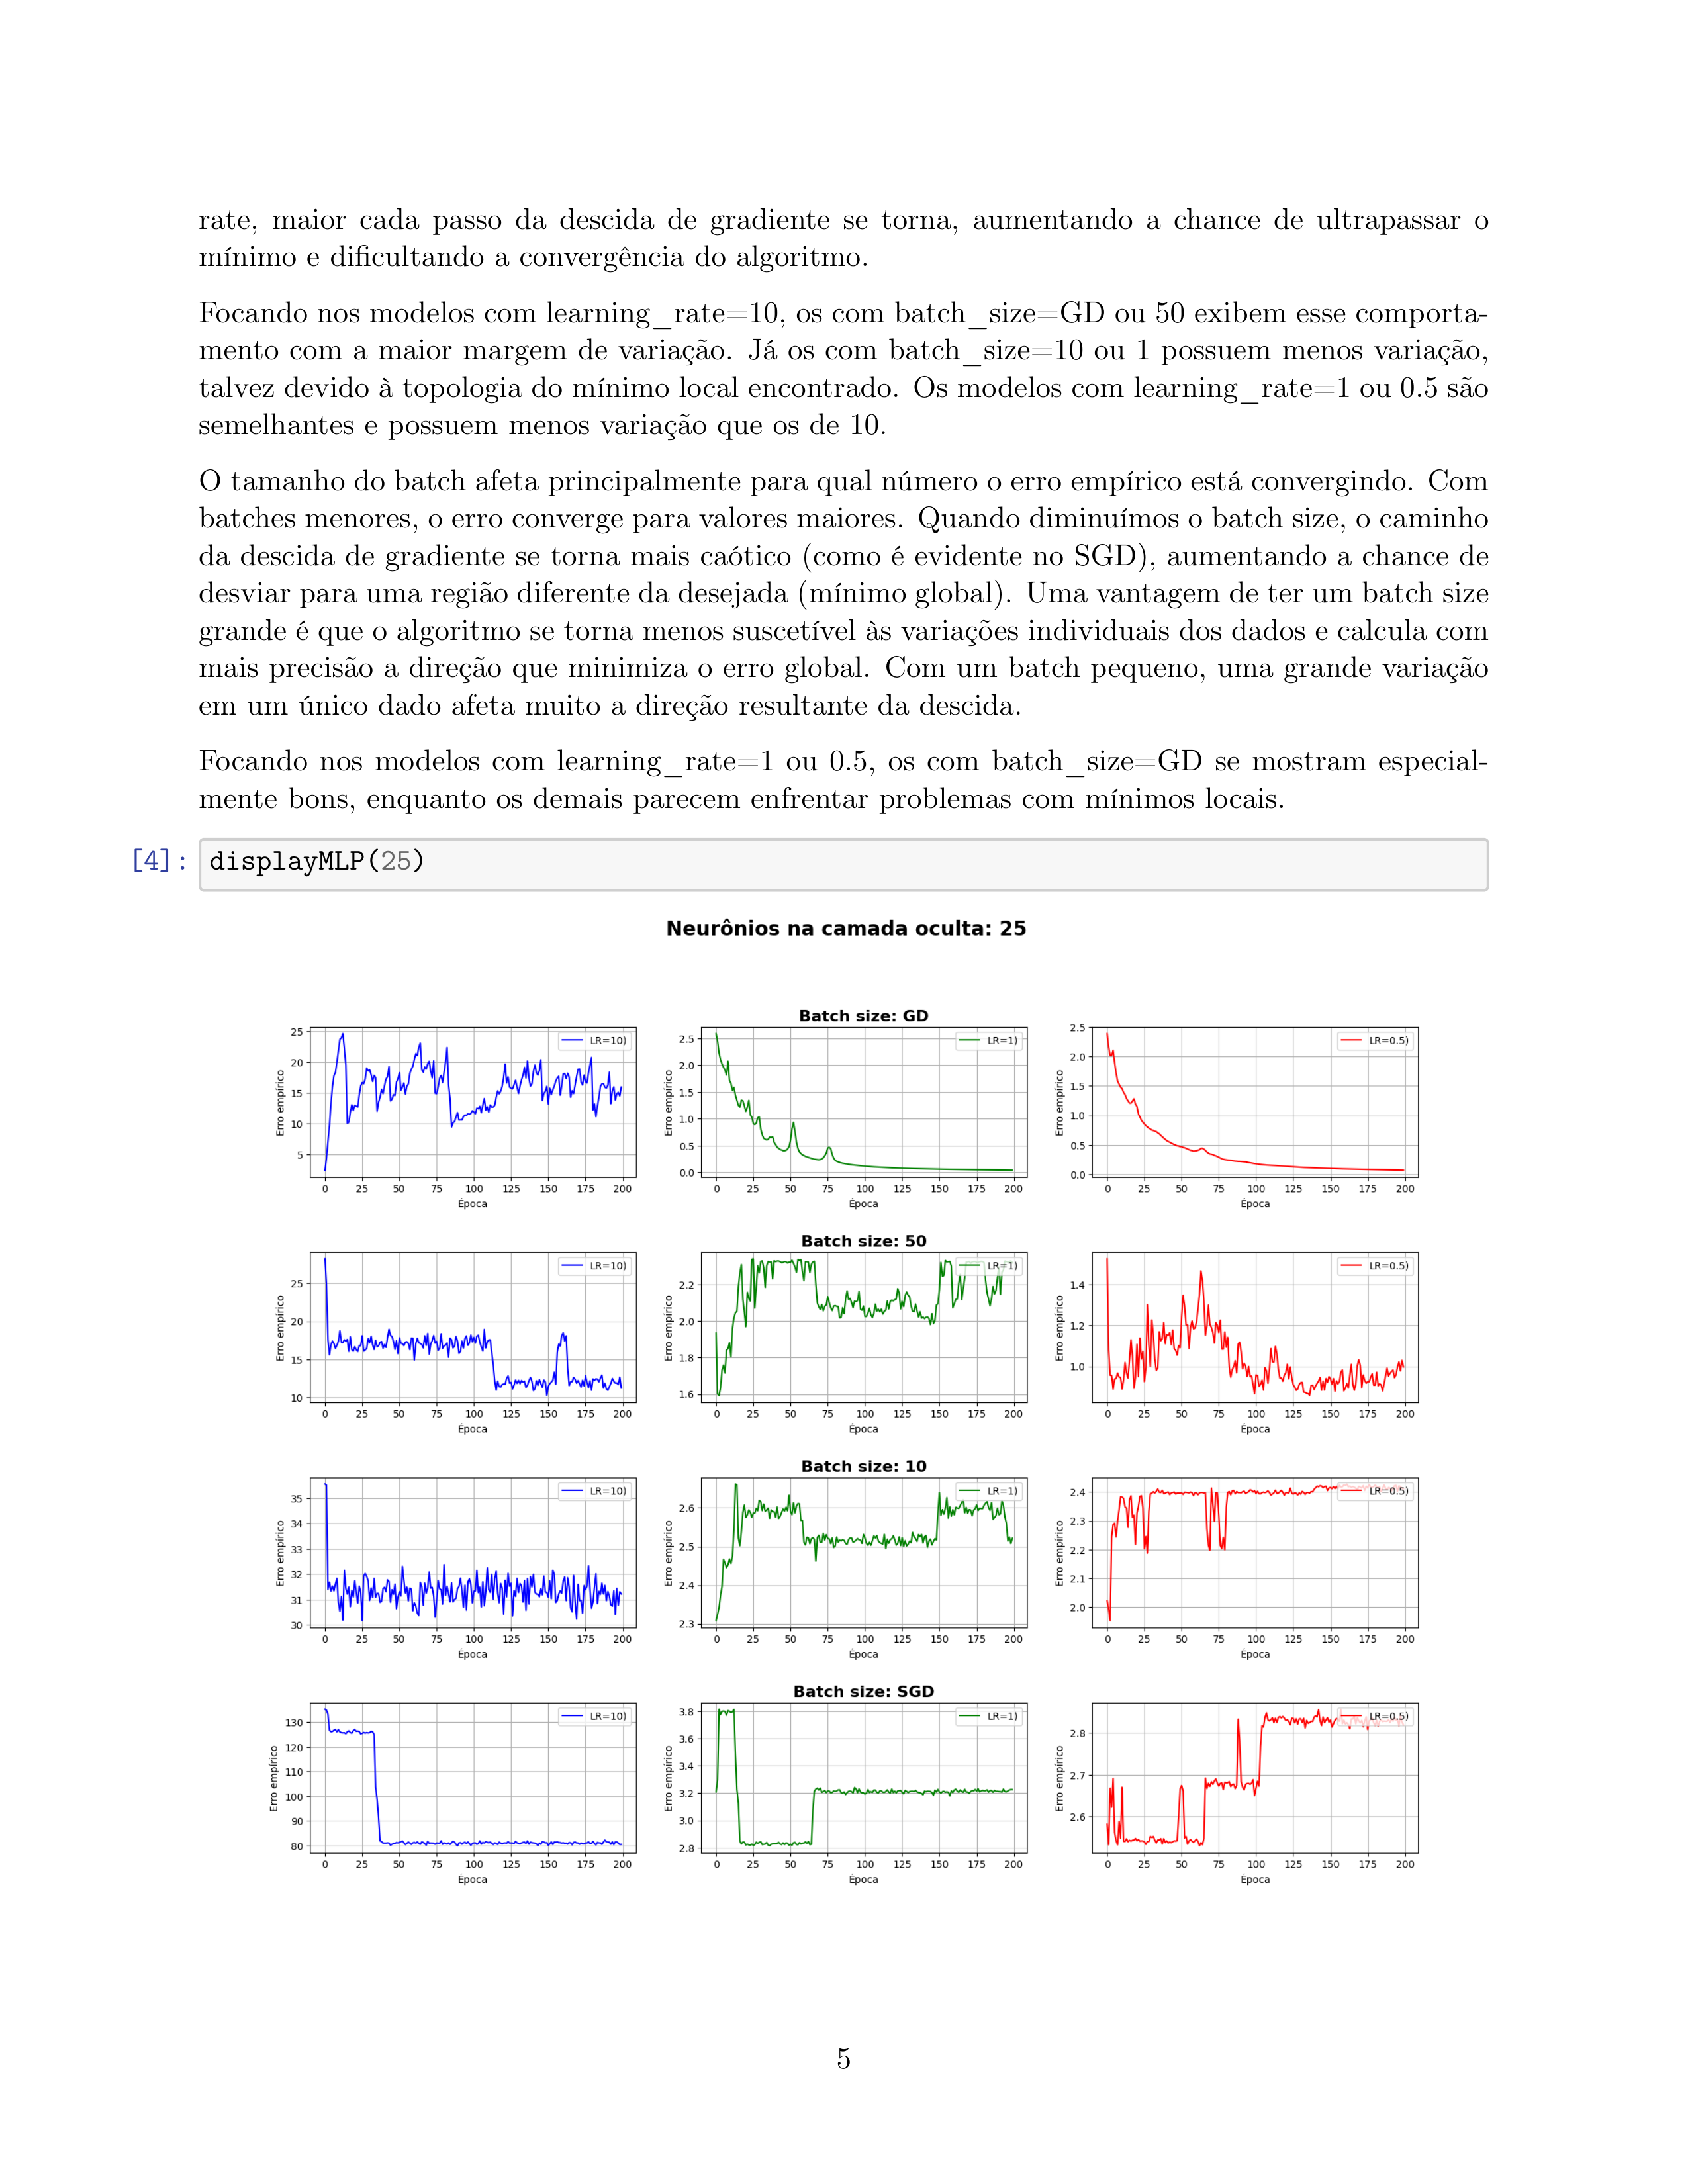 rate, maior cada passo da descida de gradiente se torna, aumentando a chance de ultrapassar o
mínimo e dificultando a convergência do algoritmo.
Focando nos modelos com learning_rate=10, os com batch_size=GD ou 50 exibem esse comporta-
mento com a maior margem de variação. Já os com batch_size=10 ou 1 possuem menos variação,
talvez devido à topologia do mínimo local encontrado. Os modelos com learning_rate=1 ou 0.5 são
semelhantes e possuem menos variação que os de 10.
O tamanho do batch afeta principalmente para qual número o erro empírico está convergindo. Com
batches menores, o erro converge para valores maiores. Quando diminuímos o batch size, o caminho
da descida de gradiente se torna mais caótico (como é evidente no SGD), aumentando a chance de
desviar para uma região diferente da desejada (mínimo global). Uma vantagem de ter um batch size
grande é que o algoritmo se torna menos suscetível às variações individuais dos dados e calcula com
mais precisão a direção que minimiza o erro global. Com um batch pequeno, uma grande variação
em um único dado afeta muito a direção resultante da descida.
Focando nos modelos com learning_rate=1 ou 0.5, os com batch_size=GD se mostram especial-
mente bons, enquanto os demais parecem enfrentar problemas com mínimos locais.
[4]: displayMLP(25)
Neurônios na camada oculta: 25
Batch size: GD
Erro empírico
25
20
15
10
5
LR=10)
0 25 50 75 100 125 150 175 200
Época
Erro empírico
2.5
2.0
1.5
1.0
0.5
0.0
LR=1)
0 25 50 75 100 125 150 175 200
Época
Erro empírico
2.5
2.0
1.5
1.0
0.5
0.0
LR=0.5)
0 25 50 75 100 125 150 175 200
Época
Batch size: 50
Erro empírico
25
20
15
10
LR=10)
0 25 50 75 100 125 150 175 200
Época
Erro empírico
2.2
2.0
1.8
1.6
LR=1)
0 25 50 75 100 125 150 175 200
Época
Erro empírico
1.4
1.2
1.0
LR=0.5)
0 25 50 75 100 125 150 175 200
Época
Batch size: 10
Erro empírico
35
34
33
32
31
30
LR=10)
0 25 50 75 100 125 150 175 200
Época
Erro empírico
2.6
2.5
2.4
2.3
LR=1)
0 25 50 75 100 125 150 175 200
Época
Erro empírico
2.4
2.3
2.2
2.1
2.0
LR=0.5)
0 25 50 75 100 125 150 175 200
Época
Batch size: SGD
Erro empírico
130
120
110
100
90
80
LR=10)
0 25 50 75 100 125 150 175 200
Época
Erro empírico
3.8
3.6
3.4
3.2
3.0
2.8
LR=1)
0 25 50 75 100 125 150 175 200
Época
Erro empírico
2.8
2.7
2.6
LR=0.5)
0 25 50 75 100 125 150 175 200
Época
5